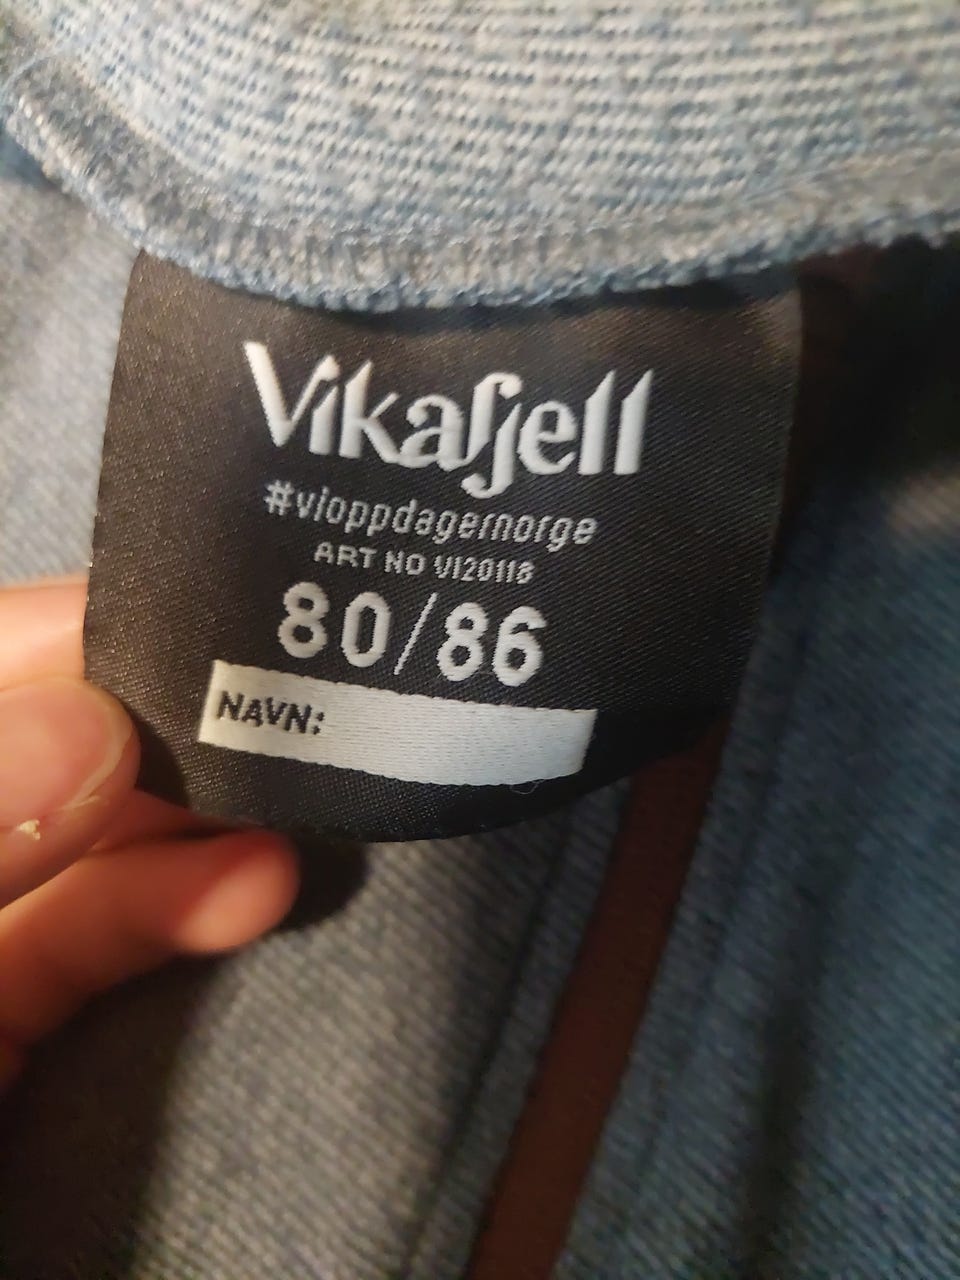 Vikafjell
#vioppdagernorge
ART NO VI20118
80/86
NAVN: